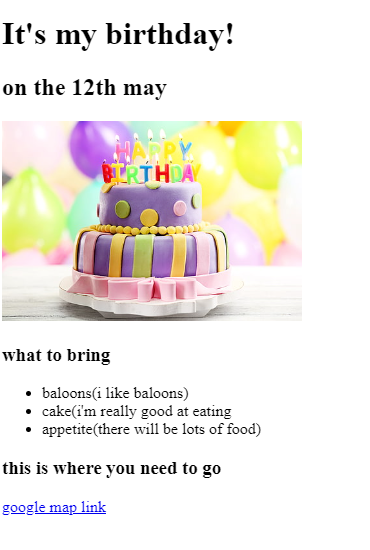 It's my birthday!
on the 12th may
HAPPY
BIRTHDAY
what to bring
baloons(i like baloons)
cake(i'm really good at eating
appetite(there will be lots of food)
this is where you need to go
google map link